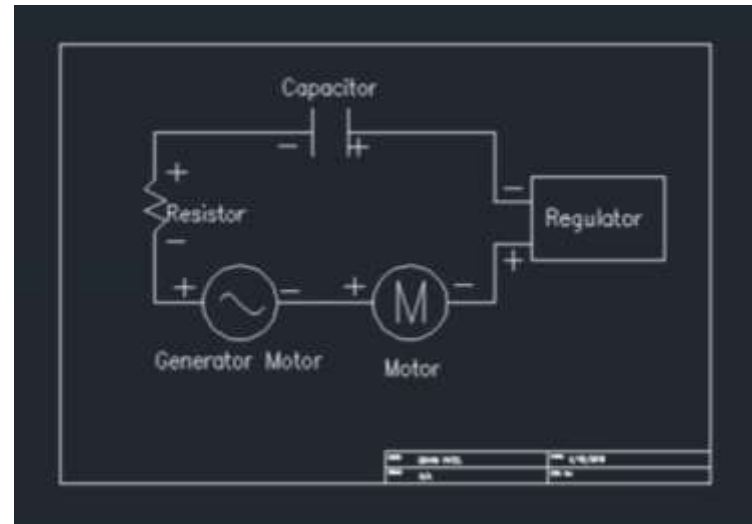 Capacitor
- +
+
-
Resistor
-
Regulator
+
+ - + -
M
Generator Motor
Motor